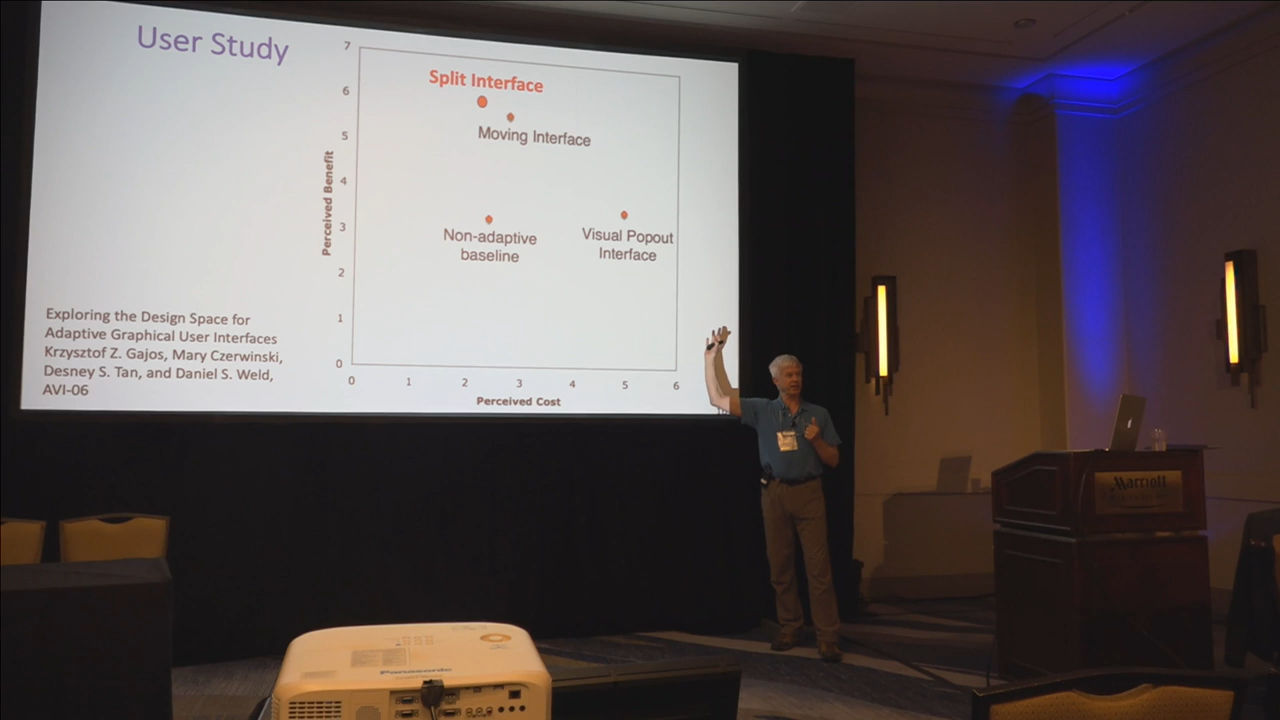 User Study
7
6
5
4
3
2
1
0
Perceived Benefit
Split Interface
Moving Interface
Non-adaptive
baseline
Visual Popout
Interface
0 1 2 3 4 5 6
Perceived Cost
Exploring the Design Space for
Adaptive Graphical User Interfaces
Krzysztof Z. Gajos, Mary Czerwinski,
Desney S. Tan, and Daniel S. Weld,
AVI-06
Marriott
Panasonic